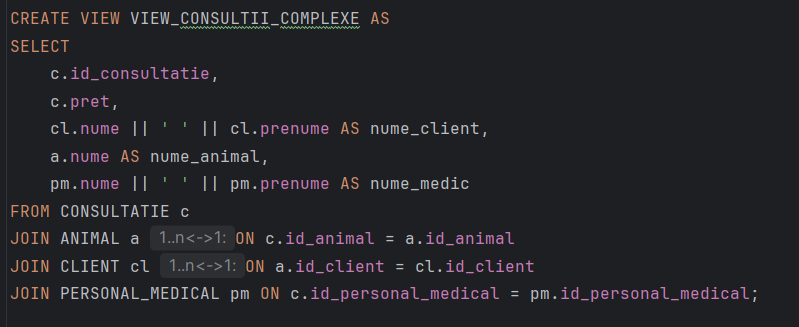 CREATE VIEW VIEW_CONSULTII_COMPLEXE AS
SELECT
c.id_consultatie,
c.pret,
cl.nume || ' ' || cl.prenume AS nume_client,
a.nume AS nume_animal,
pm.nume || ' ' || pm.prenume AS nume_medic
FROM CONSULTATIE c
JOIN ANIMAL a 1..n<->1: ON c.id_animal = a.id_animal
JOIN CLIENT cl 1..n<->1: ON a.id_client = cl.id_client
JOIN PERSONAL_MEDICAL pm ON c.id_personal_medical = pm.id_personal_medical;